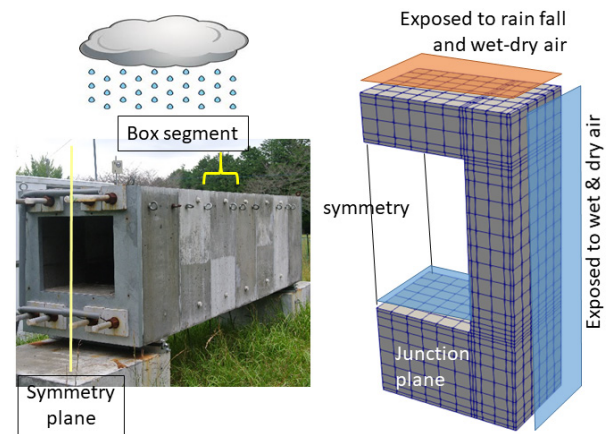 Box segment
Symmetry
plane
Exposed to rain fall
and wet-dry air
symmetry
Junction
plane
Exposed to wet & dry air